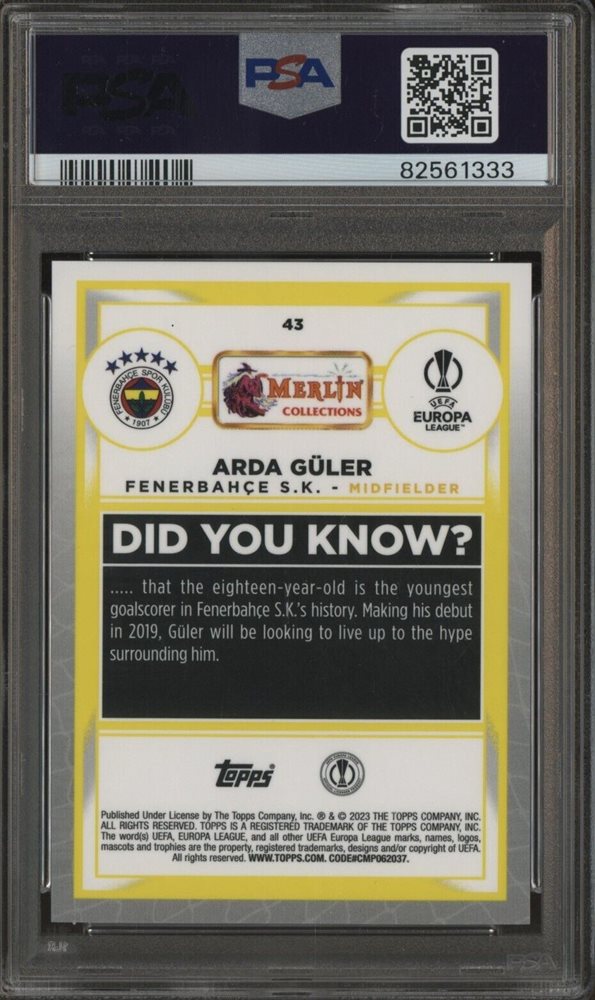 PSA
PSA
82561333
43
FENERBAHÇE SPOR KULÜBÜ
1907
MERLIN
COLLECTIONS
UEFA
EUROPA
LEAGUE™
ARDA GÜLER
FENERBAHÇE S.K. - MIDFIELDER
DID YOU KNOW?
..... that the eighteen-year-old is the youngest
goalscorer in Fenerbahçe S.K.'s history. Making his debut
in 2019, Güler will be looking to live up to the hype
surrounding him.
topps
Published Under License by The Topps Company, Inc. ® & © 2023 THE TOPPS COMPANY, INC.
ALL RIGHTS RESERVED. TOPPS IS A REGISTERED TRADEMARK OF THE TOPPS COMPANY, INC.
The word(s) UEFA, EUROPA LEAGUE, and all other UEFA Europa League marks, names, logos,
mascots and trophies are the property, registered trademarks, designs and/or copyright of UEFA.
All rights reserved. WWW.TOPPS.COM. CODE#CMP062037.
PSA